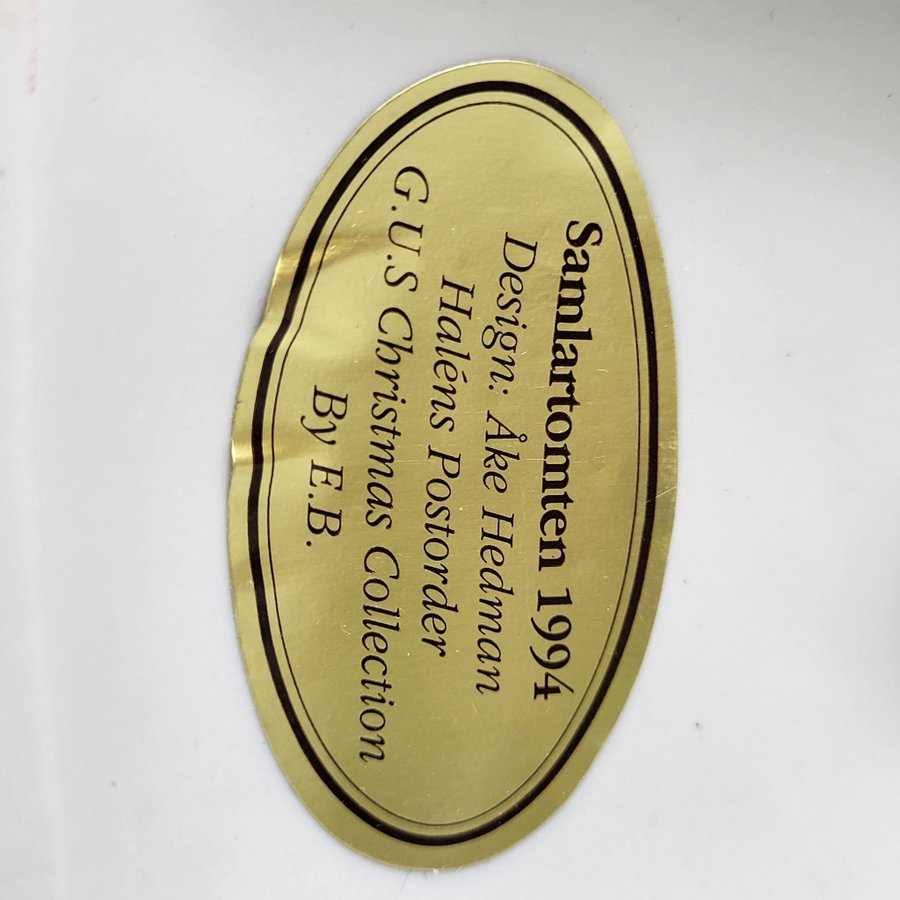 Samlartomten 1994
Design: Åke Hedman
Haléns Postorder
G.U.S Christmas Collection
By E.B.